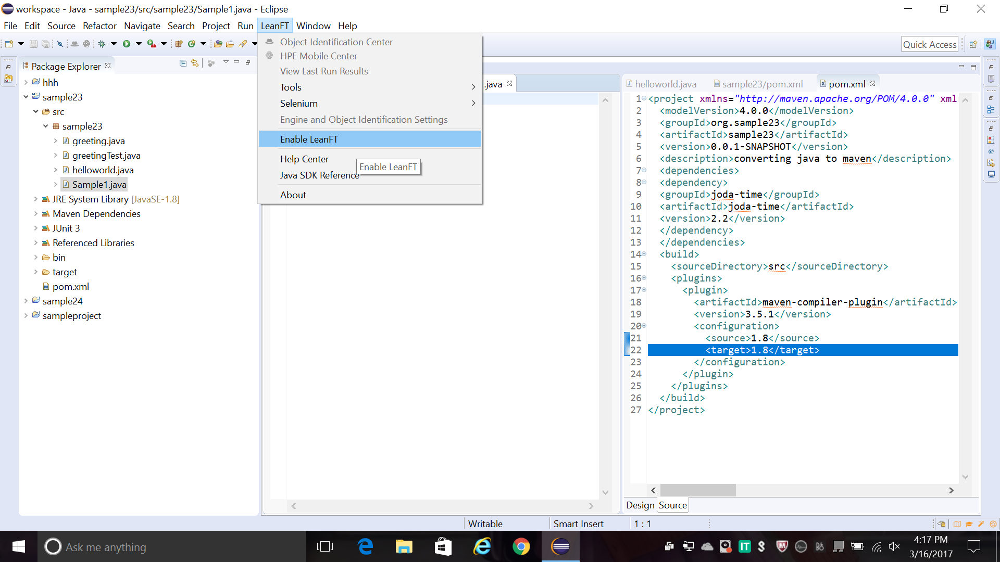 workspace - Java - sample23/src/sample23/Sample1.java - Eclipse
File Edit Source Refactor Navigate Search Project Run LeanFT Window Help
Quick Access
Object Identification Center
HPE Mobile Center
View Last Run Results
Tools
Selenium
Engine and Object Identification Settings
Enable LeanFT
Help Center
Enable LeanFT
Java SDK Reference
About
Package Explorer
hhh
sample23
src
sample23
greeting.java
greetingTest.java
helloworld.java
Sample1.java
JRE System Library [JavaSE-1.8]
Maven Dependencies
JUnit 3
Referenced Libraries
bin
target
pom.xml
sample24
sampleproject
.java
helloworld.java sample23/pom.xml pom.xml
1 <project xmlns="http://maven.apache.org/POM/4.0.0" xml
2 <modelVersion>4.0.0</modelVersion>
3 <groupId>org.sample23</groupId>
4 <artifactId>sample23</artifactId>
5 <version>0.0.1-SNAPSHOT</version>
6 <description>converting java to maven</description>
7 <dependencies>
8 <dependency>
9 <groupId>joda-time</groupId>
10 <artifactId>joda-time</artifactId>
11 <version>2.2</version>
12 </dependency>
13 </dependencies>
14 <build>
15 <sourceDirectory>src</sourceDirectory>
16 <plugins>
17 <plugin>
18 <artifactId>maven-compiler-plugin</artifactId>
19 <version>3.5.1</version>
20 <configuration>
21 <source>1.8</source>
22 <target>1.8</target>
23 </configuration>
24 </plugin>
25 </plugins>
26 </build>
27 </project>
Design Source
Writable Smart Insert 1 : 1
Ask me anything
4:17 PM
3/16/2017